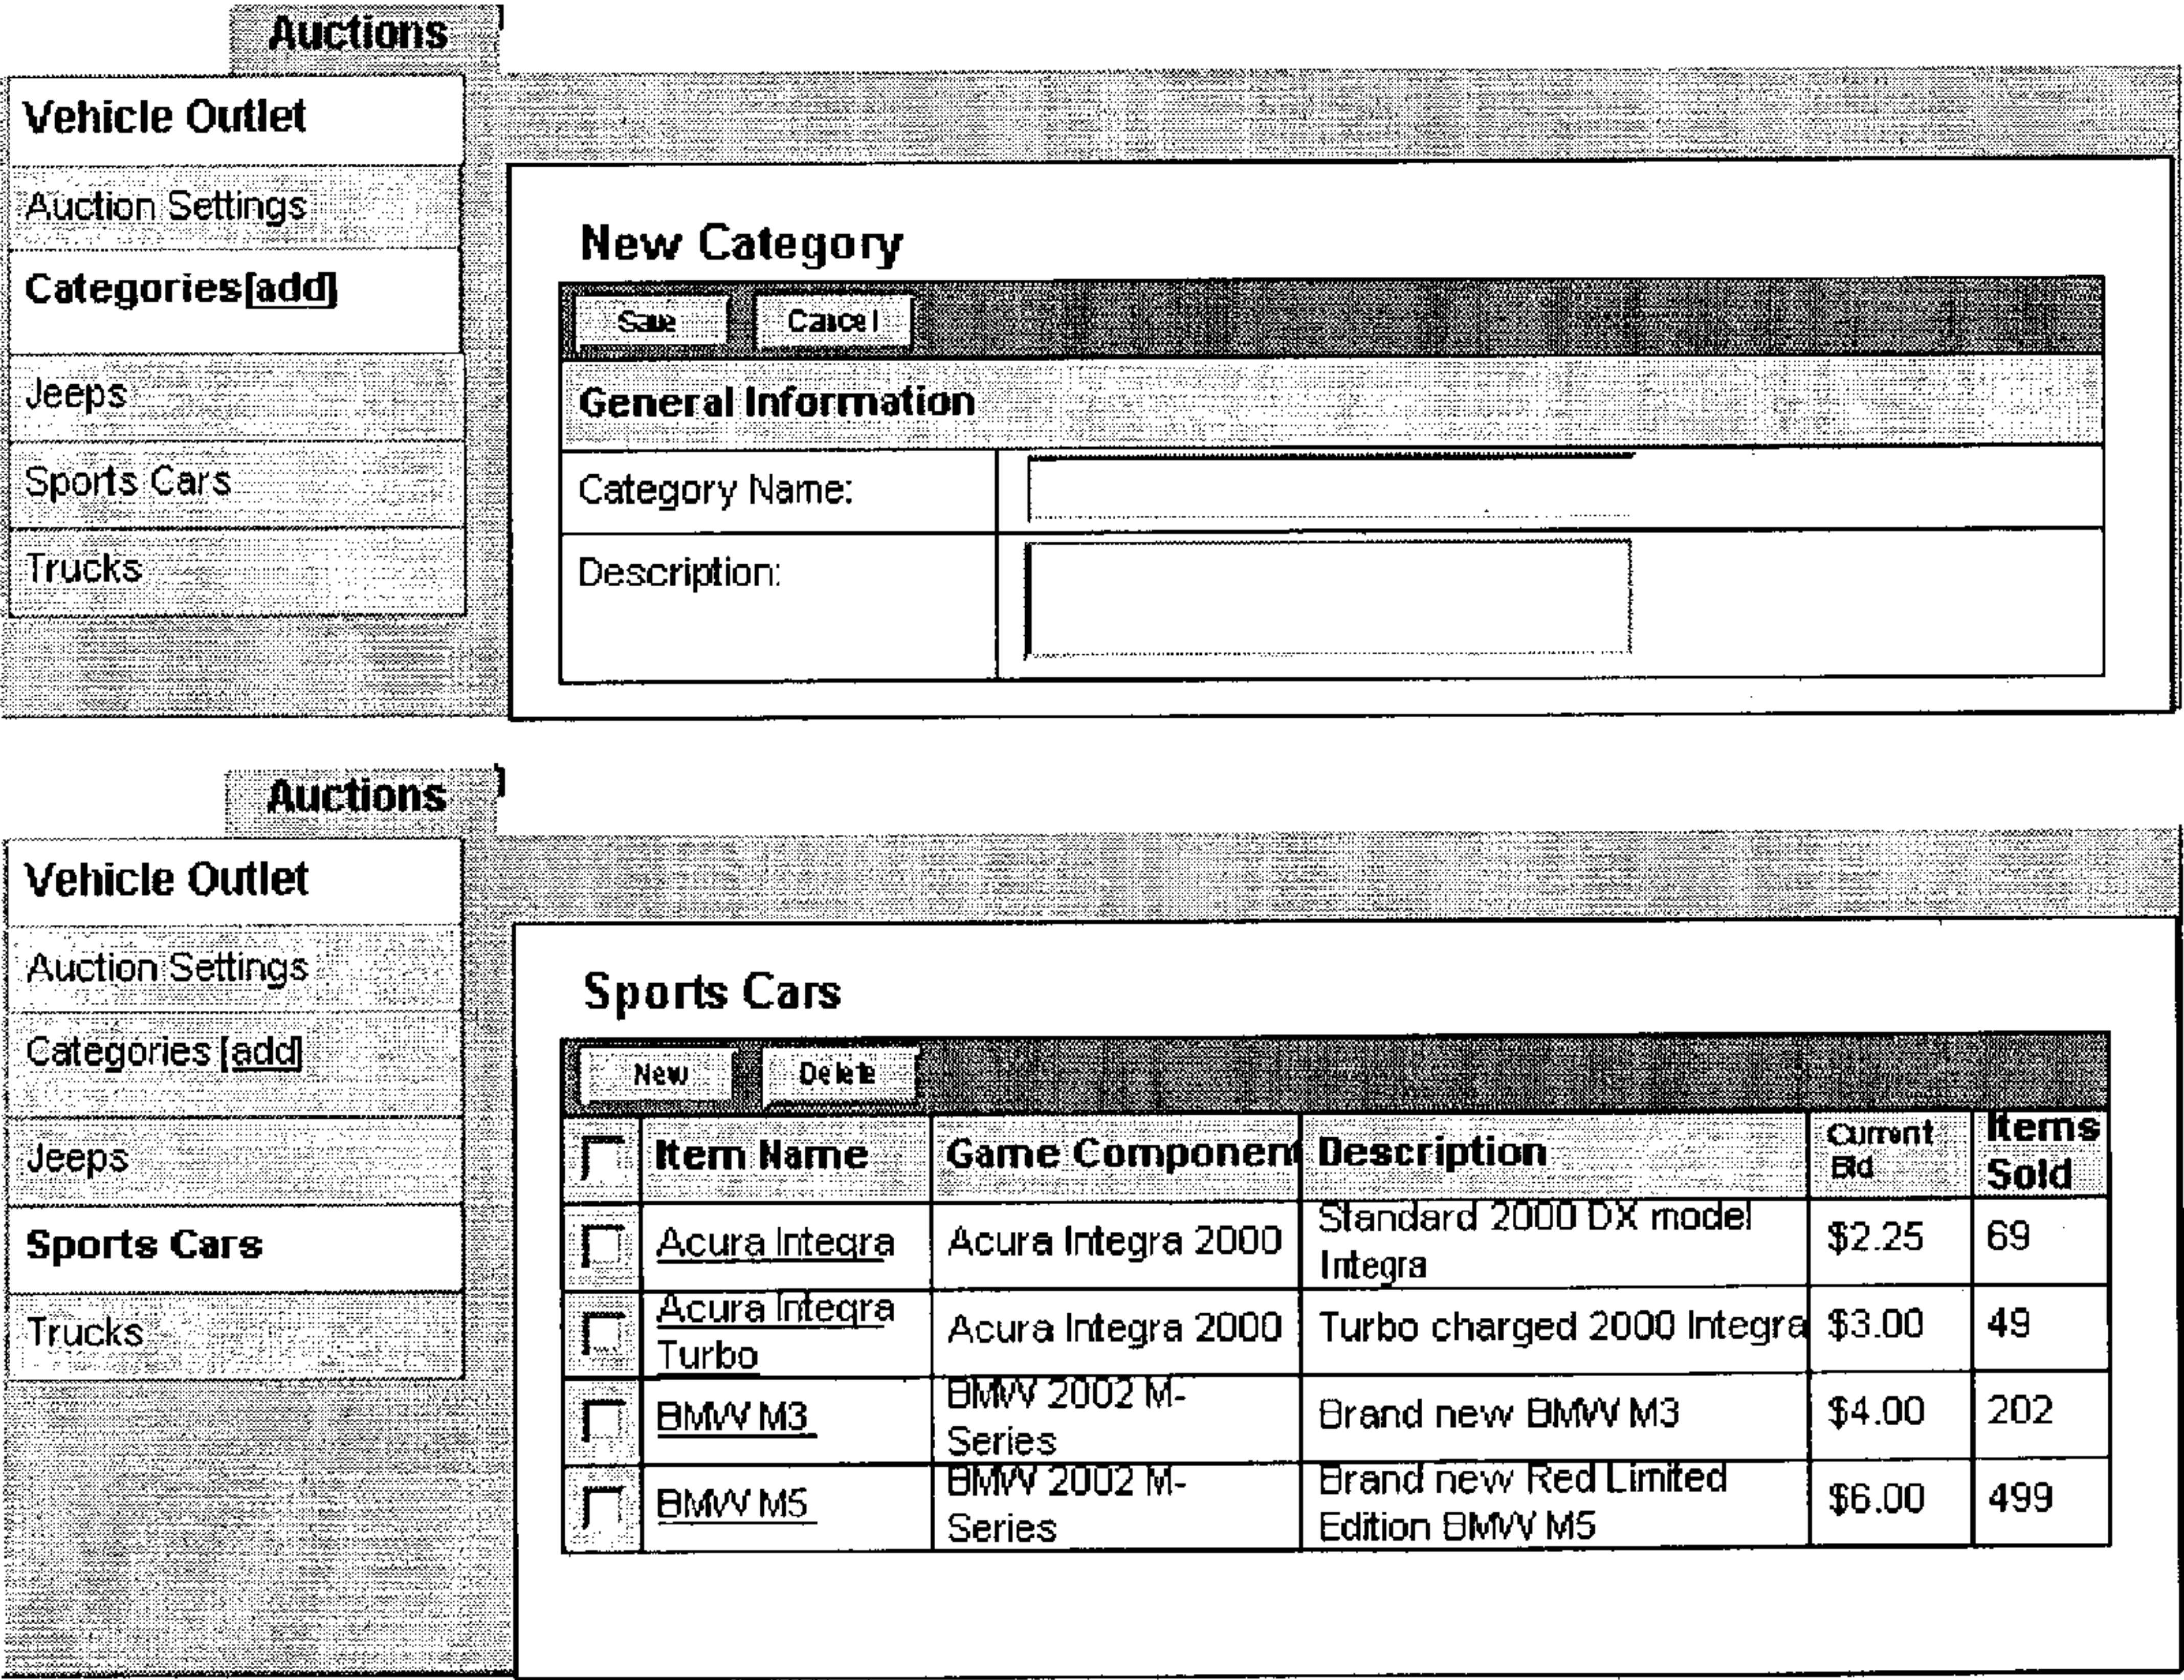 Auctions
Vehicle Outlet
Auction Settings
Categories[add]
Jeeps
Sports Cars
Trucks
New Category
Save Cancel
General Information
Category Name:
Description:
Auctions
Vehicle Outlet
Auction Settings
Categories [add]
Jeeps
Sports Cars
Trucks
Sports Cars
New Delete
Item Name Game Component Description Current Bid Items Sold
Acura Integra Acura Integra 2000 Standard 2000 DX model Integra $2.25 69
Acura Integra Turbo Acura Integra 2000 Turbo charged 2000 Integra $3.00 49
BMW M3 BMW 2002 M-Series Brand new BMW M3 $4.00 202
BMW M5 BMW 2002 M-Series Brand new Red Limited Edition BMW M5 $6.00 499